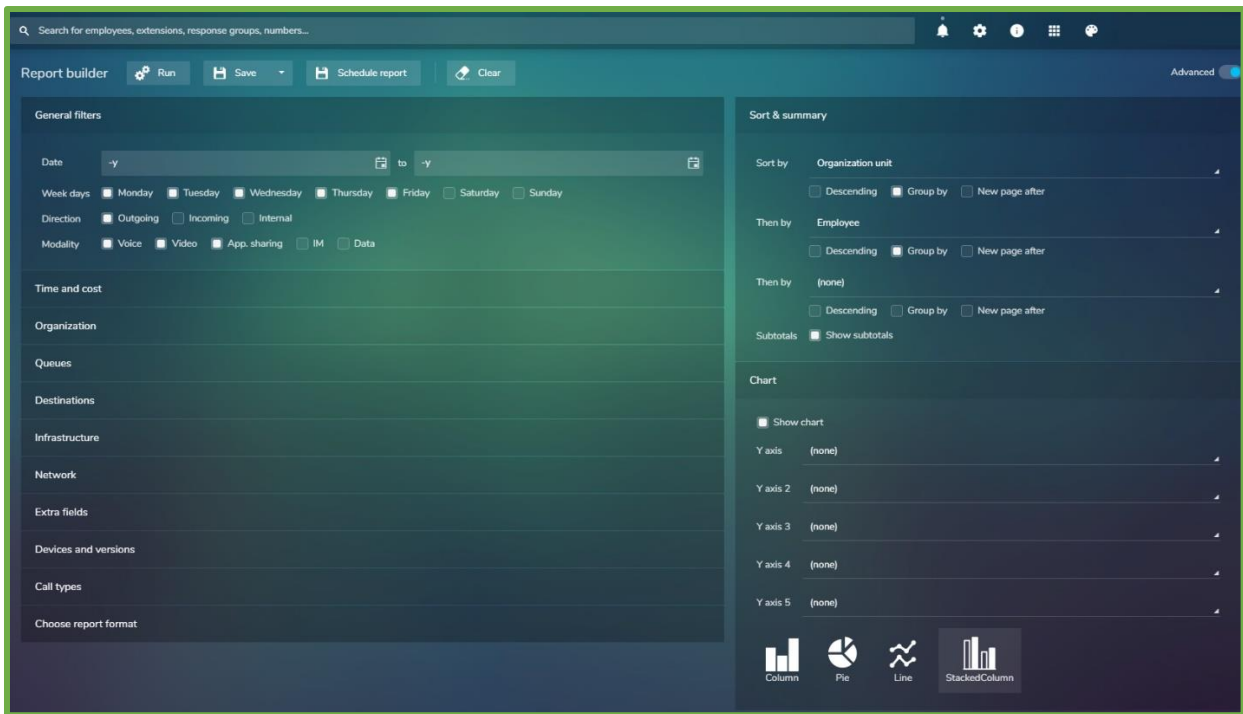 Search for employees, extensions, response groups, numbers...
Report builder Run Save Schedule report Clear Advanced
General filters
Date -y to -y
Week days Monday Tuesday Wednesday Thursday Friday Saturday Sunday
Direction Outgoing Incoming Internal
Modality Voice Video App. sharing IM Data
Time and cost
Organization
Queues
Destinations
Infrastructure
Network
Extra fields
Devices and versions
Call types
Choose report format
Sort & summary
Sort by Organization unit
Descending Group by New page after
Then by Employee
Descending Group by New page after
Then by (none)
Descending Group by New page after
Subtotals Show subtotals
Chart
Show chart
Y axis (none)
Y axis 2 (none)
Y axis 3 (none)
Y axis 4 (none)
Y axis 5 (none)
Column Pie Line StackedColumn